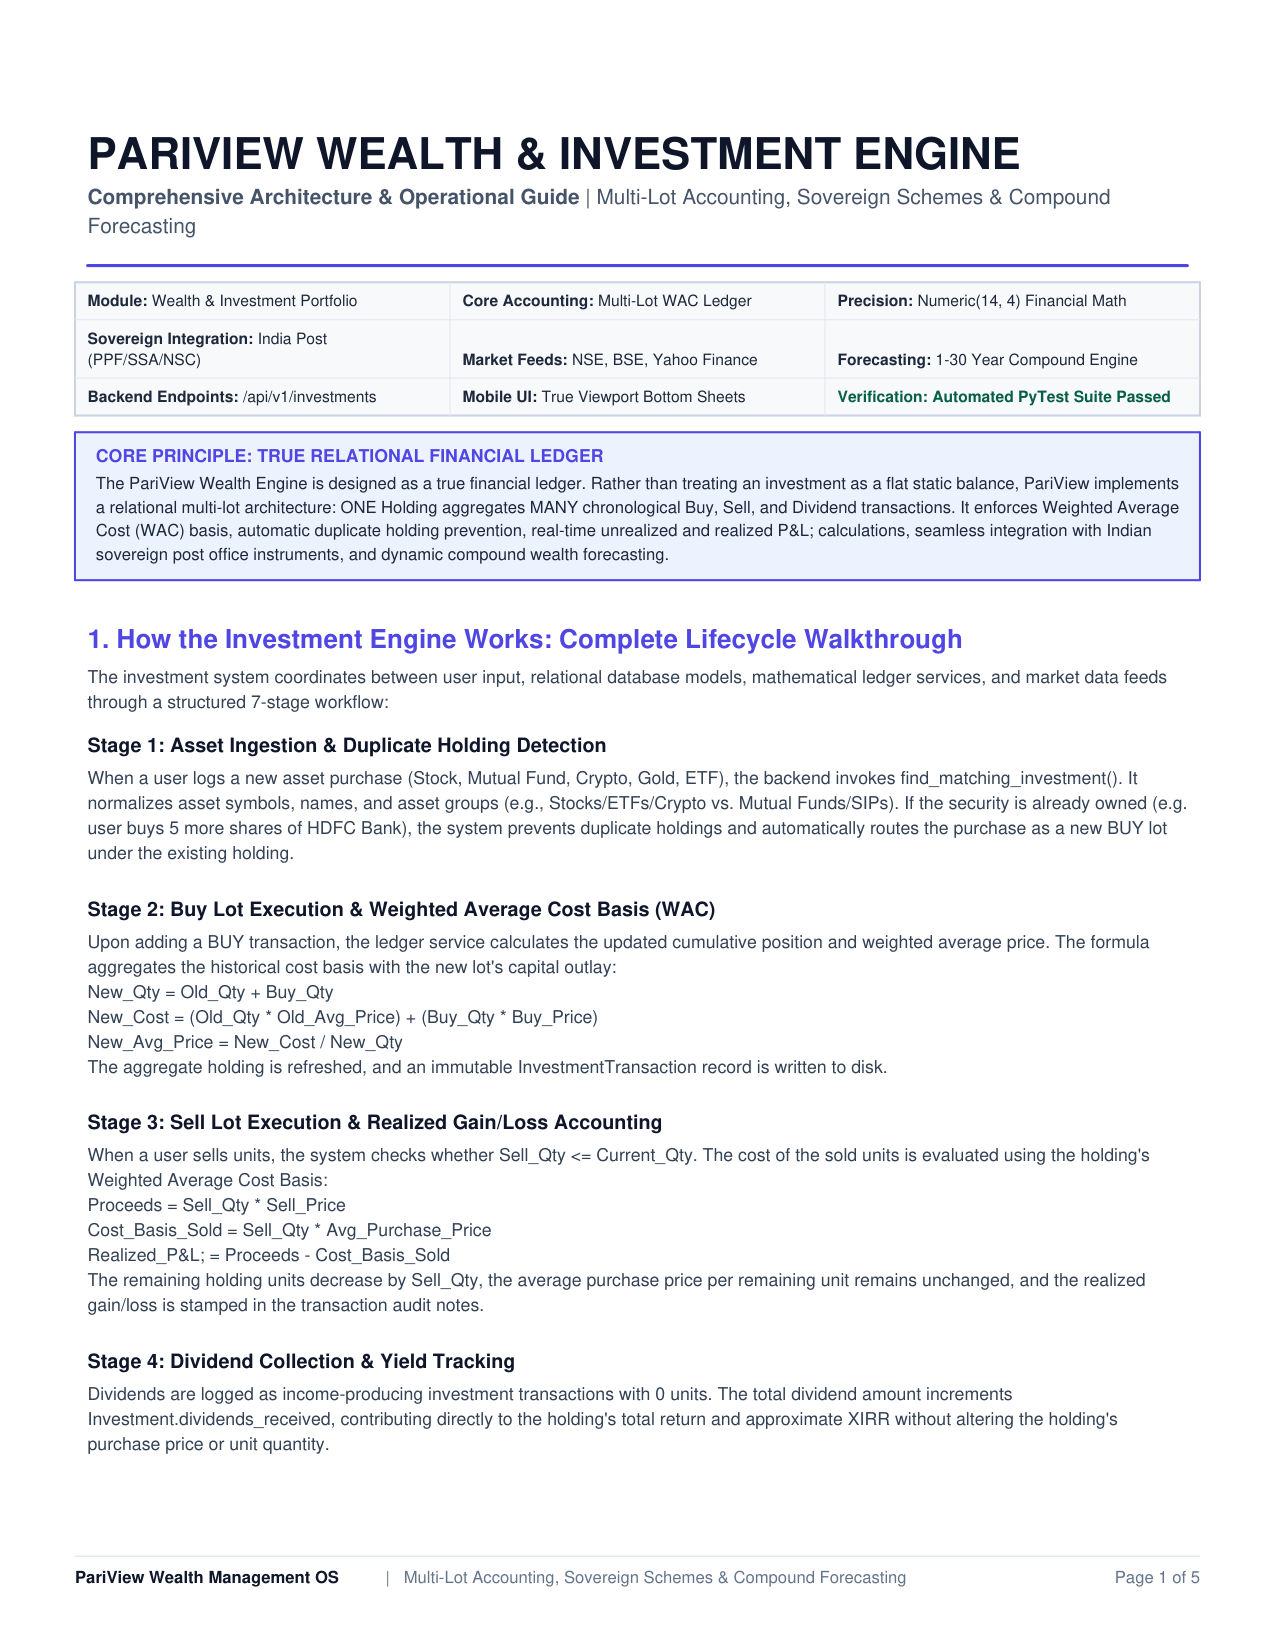 PARIVIEW WEALTH & INVESTMENT ENGINE
Comprehensive Architecture & Operational Guide | Multi-Lot Accounting, Sovereign Schemes & Compound
Forecasting
Module: Wealth & Investment Portfolio
Core Accounting: Multi-Lot WAC Ledger
Precision: Numeric(14, 4) Financial Math
Sovereign Integration: India Post
(PPF/SSA/NSC)
Market Feeds: NSE, BSE, Yahoo Finance
Forecasting: 1-30 Year Compound Engine
Backend Endpoints: /api/v1/investments
Mobile UI: True Viewport Bottom Sheets
Verification: Automated PyTest Suite Passed
CORE PRINCIPLE: TRUE RELATIONAL FINANCIAL LEDGER
The PariView Wealth Engine is designed as a true financial ledger. Rather than treating an investment as a flat static balance, PariView implements
a relational multi-lot architecture: ONE Holding aggregates MANY chronological Buy, Sell, and Dividend transactions. It enforces Weighted Average
Cost (WAC) basis, automatic duplicate holding prevention, real-time unrealized and realized P&L; calculations, seamless integration with Indian
sovereign post office instruments, and dynamic compound wealth forecasting.
1. How the Investment Engine Works: Complete Lifecycle Walkthrough
The investment system coordinates between user input, relational database models, mathematical ledger services, and market data feeds
through a structured 7-stage workflow:
Stage 1: Asset Ingestion & Duplicate Holding Detection
When a user logs a new asset purchase (Stock, Mutual Fund, Crypto, Gold, ETF), the backend invokes find_matching_investment(). It
normalizes asset symbols, names, and asset groups (e.g., Stocks/ETFs/Crypto vs. Mutual Funds/SIPs). If the security is already owned (e.g.
user buys 5 more shares of HDFC Bank), the system prevents duplicate holdings and automatically routes the purchase as a new BUY lot
under the existing holding.
Stage 2: Buy Lot Execution & Weighted Average Cost Basis (WAC)
Upon adding a BUY transaction, the ledger service calculates the updated cumulative position and weighted average price. The formula
aggregates the historical cost basis with the new lot's capital outlay:
New_Qty = Old_Qty + Buy_Qty
New_Cost = (Old_Qty * Old_Avg_Price) + (Buy_Qty * Buy_Price)
New_Avg_Price = New_Cost / New_Qty
The aggregate holding is refreshed, and an immutable InvestmentTransaction record is written to disk.
Stage 3: Sell Lot Execution & Realized Gain/Loss Accounting
When a user sells units, the system checks whether Sell_Qty <= Current_Qty. The cost of the sold units is evaluated using the holding's
Weighted Average Cost Basis:
Proceeds = Sell_Qty * Sell_Price
Cost_Basis_Sold = Sell_Qty * Avg_Purchase_Price
Realized_P&L; = Proceeds - Cost_Basis_Sold
The remaining holding units decrease by Sell_Qty, the average purchase price per remaining unit remains unchanged, and the realized
gain/loss is stamped in the transaction audit notes.
Stage 4: Dividend Collection & Yield Tracking
Dividends are logged as income-producing investment transactions with 0 units. The total dividend amount increments
Investment.dividends_received, contributing directly to the holding's total return and approximate XIRR without altering the holding's
purchase price or unit quantity.
PariView Wealth Management OS | Multi-Lot Accounting, Sovereign Schemes & Compound Forecasting Page 1 of 5